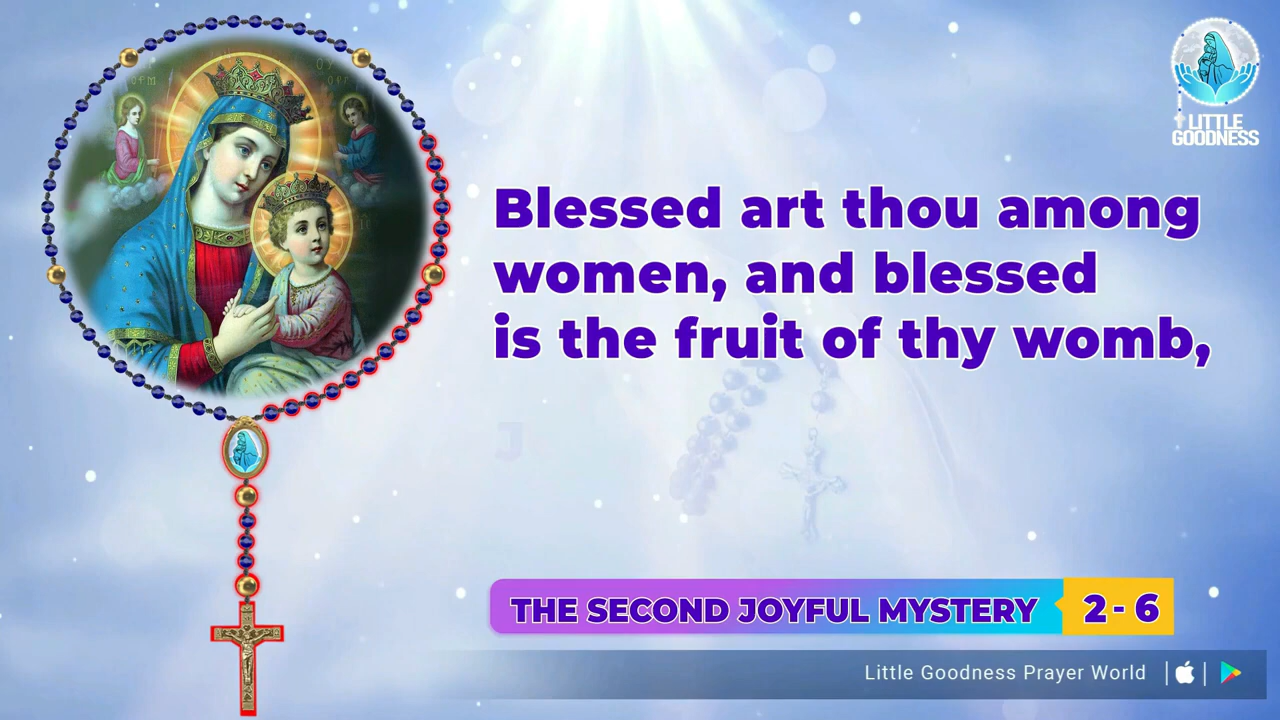 LITTLE
GOODNESS
Blessed art thou among
women, and blessed
is the fruit of thy womb,
J
THE SECOND JOYFUL MYSTERY 2 - 6
Little Goodness Prayer World